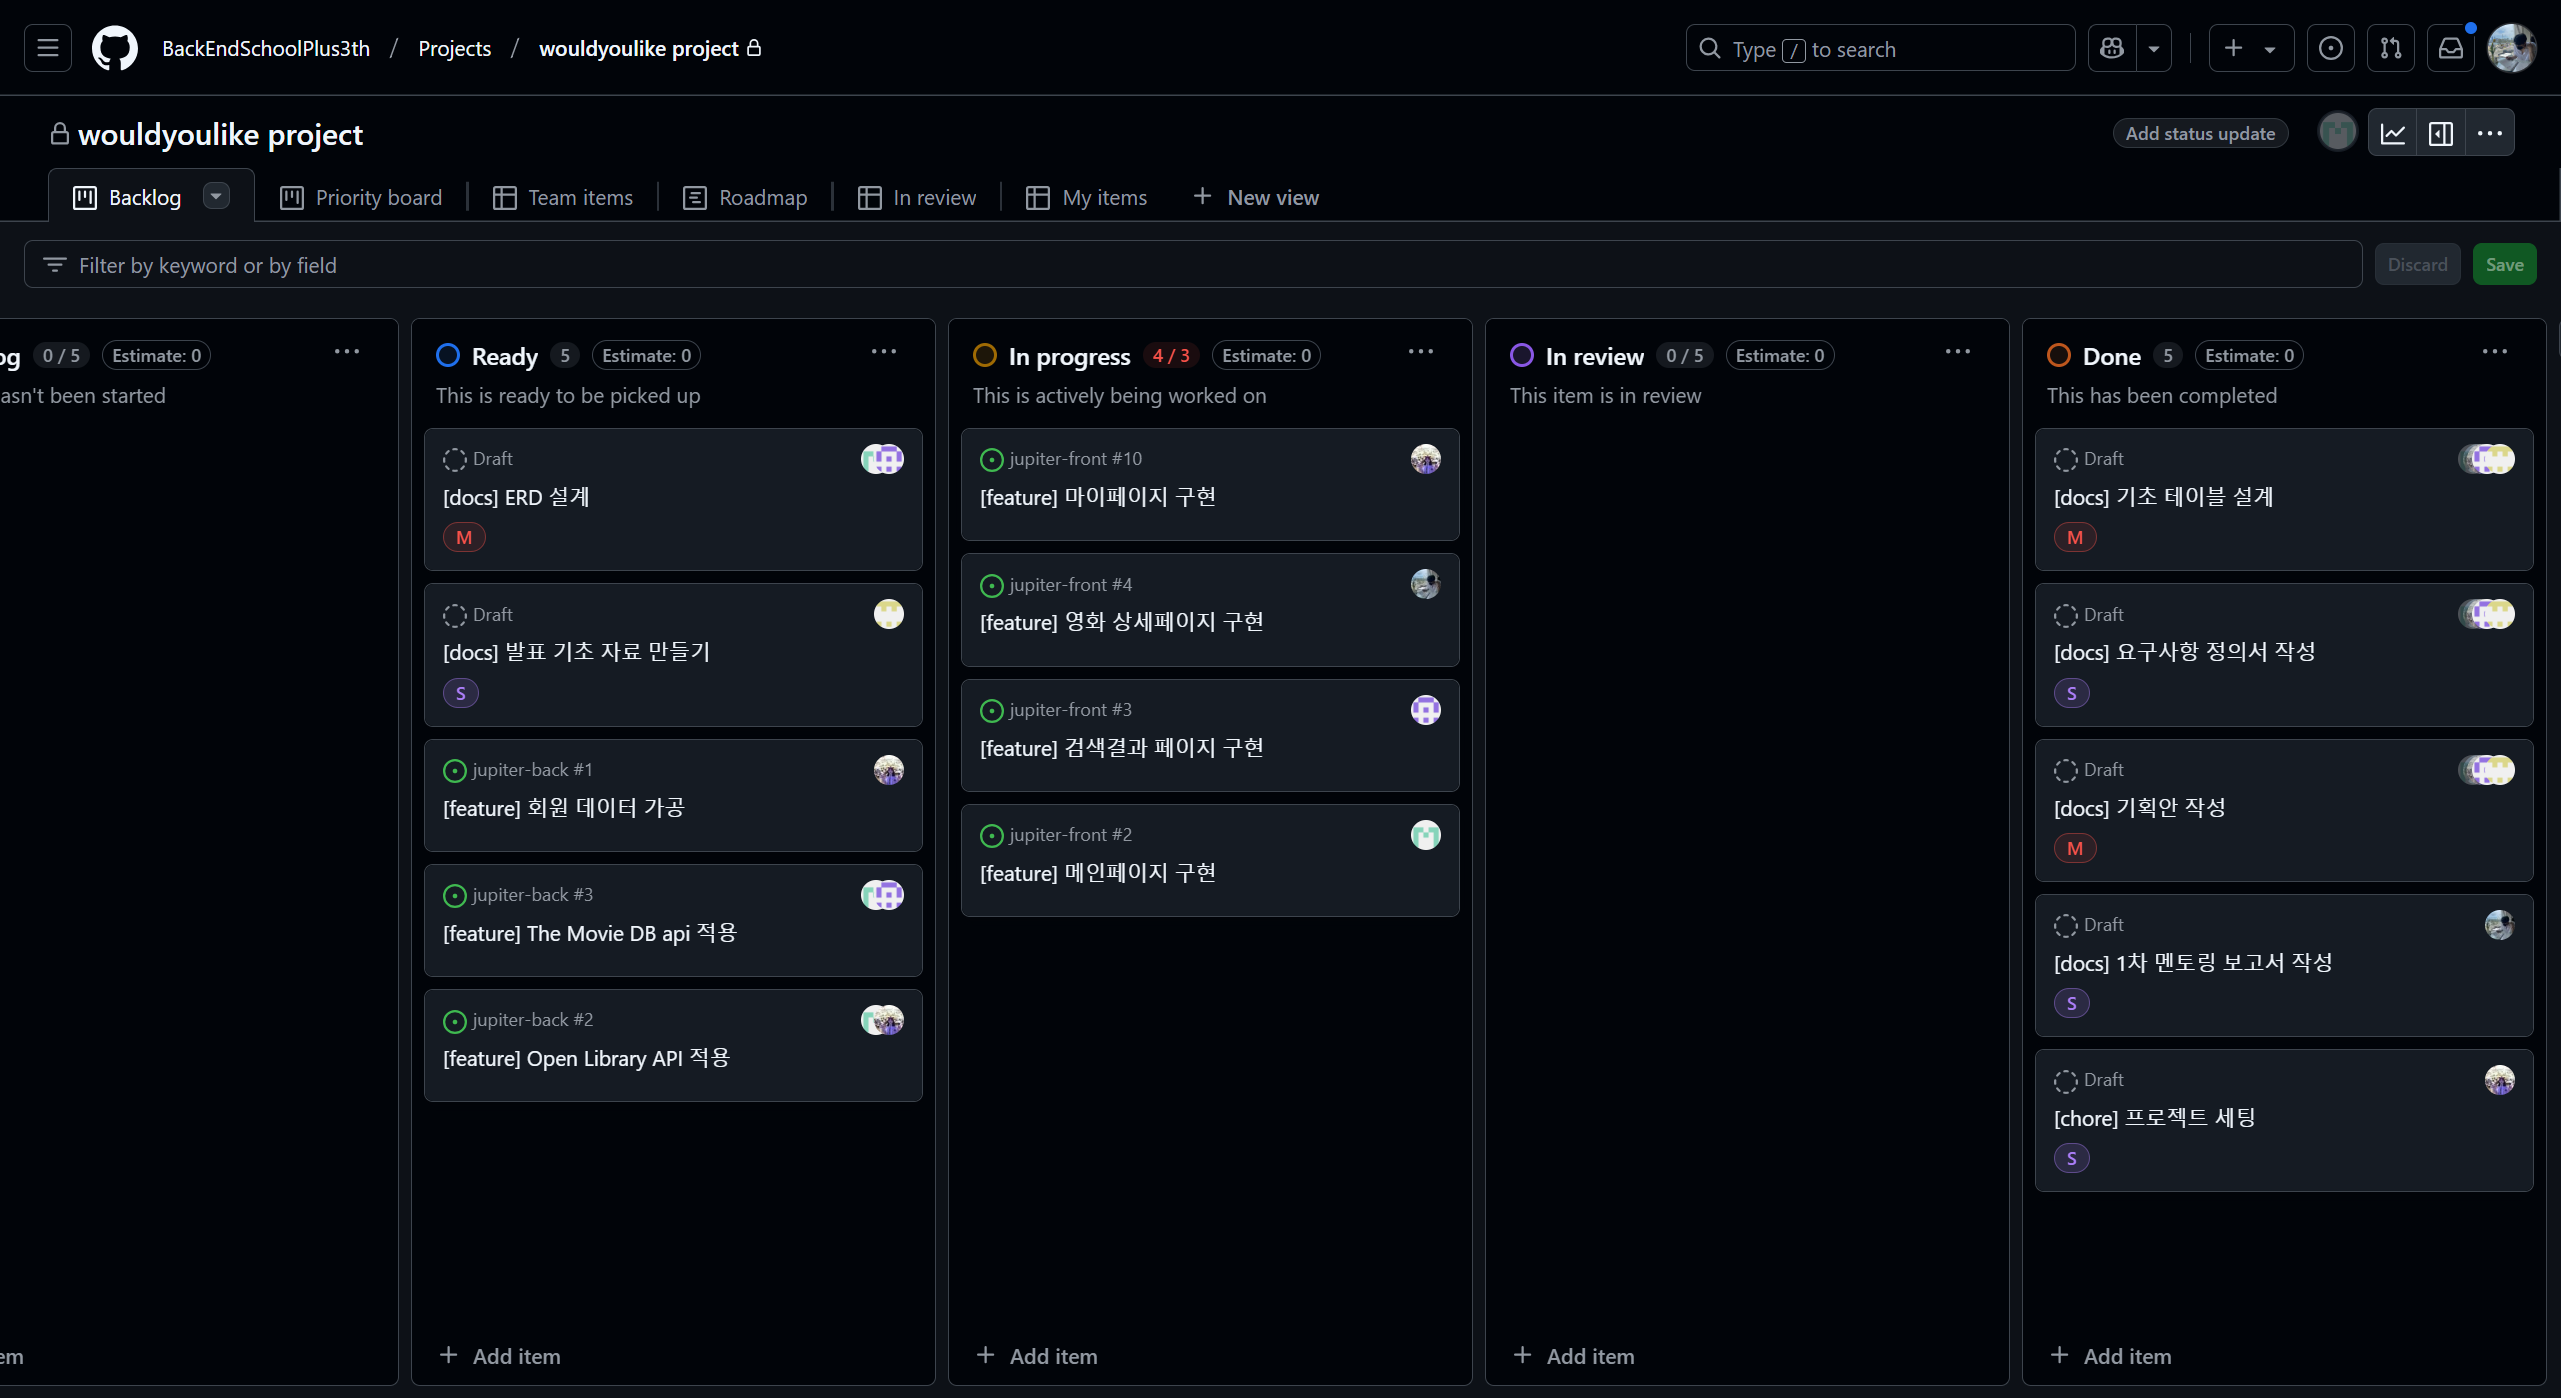 BackEndSchoolPlus3th / Projects / wouldyoulike project
Type / to search
wouldyoulike project
Add status update
Backlog
Priority board
Team items
Roadmap
In review
My items
New view
Filter by keyword or by field
Discard
Save
og 0 / 5 Estimate: 0
asn't been started
em
Ready 5 Estimate: 0
This is ready to be picked up
Draft
[docs] ERD 설계
M
Draft
[docs] 발표 기초 자료 만들기
S
jupiter-back #1
[feature] 회원 데이터 가공
jupiter-back #3
[feature] The Movie DB api 적용
jupiter-back #2
[feature] Open Library API 적용
Add item
In progress 4 / 3 Estimate: 0
This is actively being worked on
jupiter-front #10
[feature] 마이페이지 구현
jupiter-front #4
[feature] 영화 상세페이지 구현
jupiter-front #3
[feature] 검색결과 페이지 구현
jupiter-front #2
[feature] 메인페이지 구현
Add item
In review 0 / 5 Estimate: 0
This item is in review
Add item
Done 5 Estimate: 0
This has been completed
Draft
[docs] 기초 테이블 설계
M
Draft
[docs] 요구사항 정의서 작성
S
Draft
[docs] 기획안 작성
M
Draft
[docs] 1차 멘토링 보고서 작성
S
Draft
[chore] 프로젝트 세팅
S
Add item